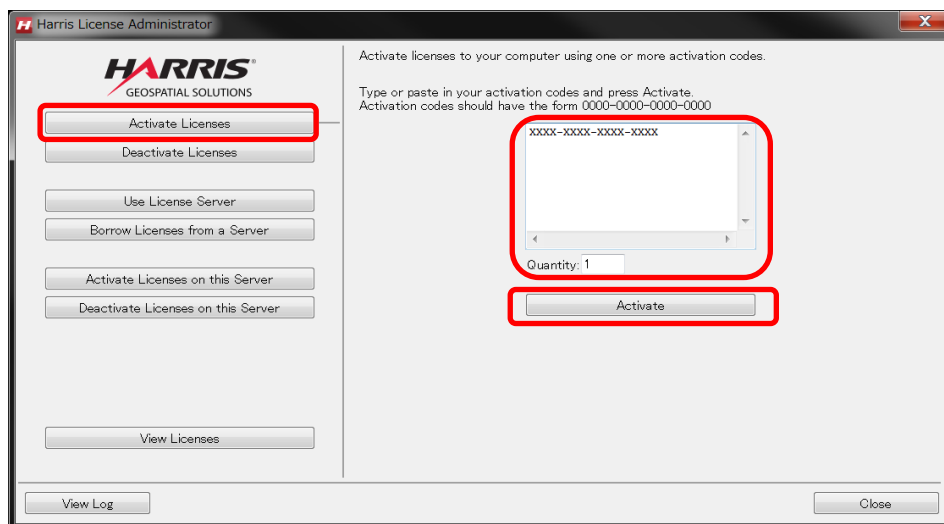 Harris License Administrator
HARRIS
GEOSPATIAL SOLUTIONS
Activate Licenses
Deactivate Licenses
Use License Server
Borrow Licenses from a Server
Activate Licenses on this Server
Deactivate Licenses on this Server
View Licenses
View Log
Activate licenses to your computer using one or more activation codes.
Type or paste in your activation codes and press Activate.
Activation codes should have the form 0000-0000-0000-0000
XXXX-XXXX-XXXX-XXXX
Quantity: 1
Activate
Close